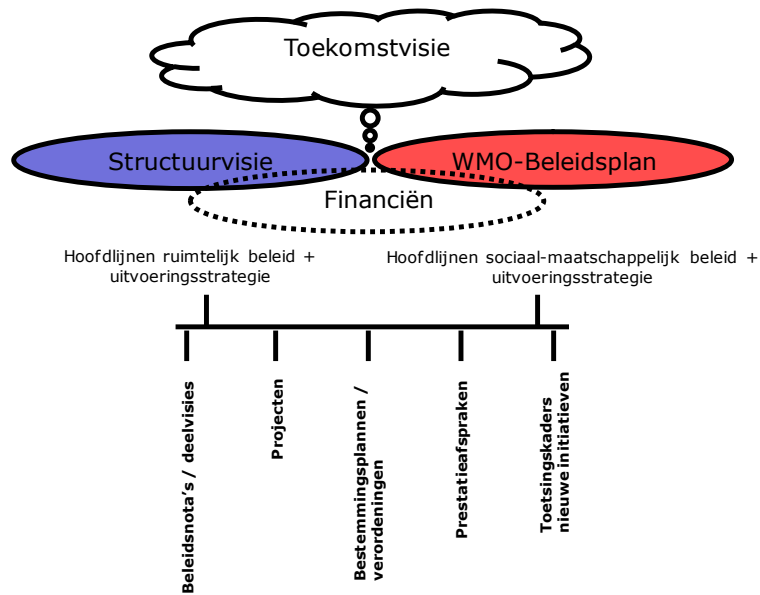 Toekomstvisie
Structuurvisie
WMO-Beleidsplan
Financiën
Hoofdlijnen ruimtelijk beleid +
uitvoeringsstrategie
Hoofdlijnen sociaal-maatschappelijk beleid +
uitvoeringsstrategie
Beleidsnota's / deelvisies
Projecten
Bestemmingsplannen /
verordeningen
Prestatieafspraken
Toetsingskaders
nieuwe initiatieven